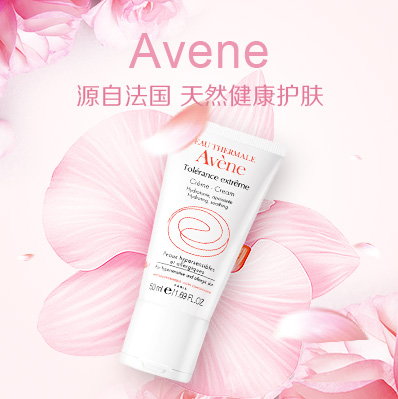 Avene
源自法国 天然健康护肤
EAU THERMALE
Avène
Tolérance extrême
Crème - Cream
Hydratante, apaisante
Hydrating, soothing
Peaux hypersensibles
et allergiques
For hypersensitive and allergic skin
PARIS
50 ml e/1.69 FL.OZ.